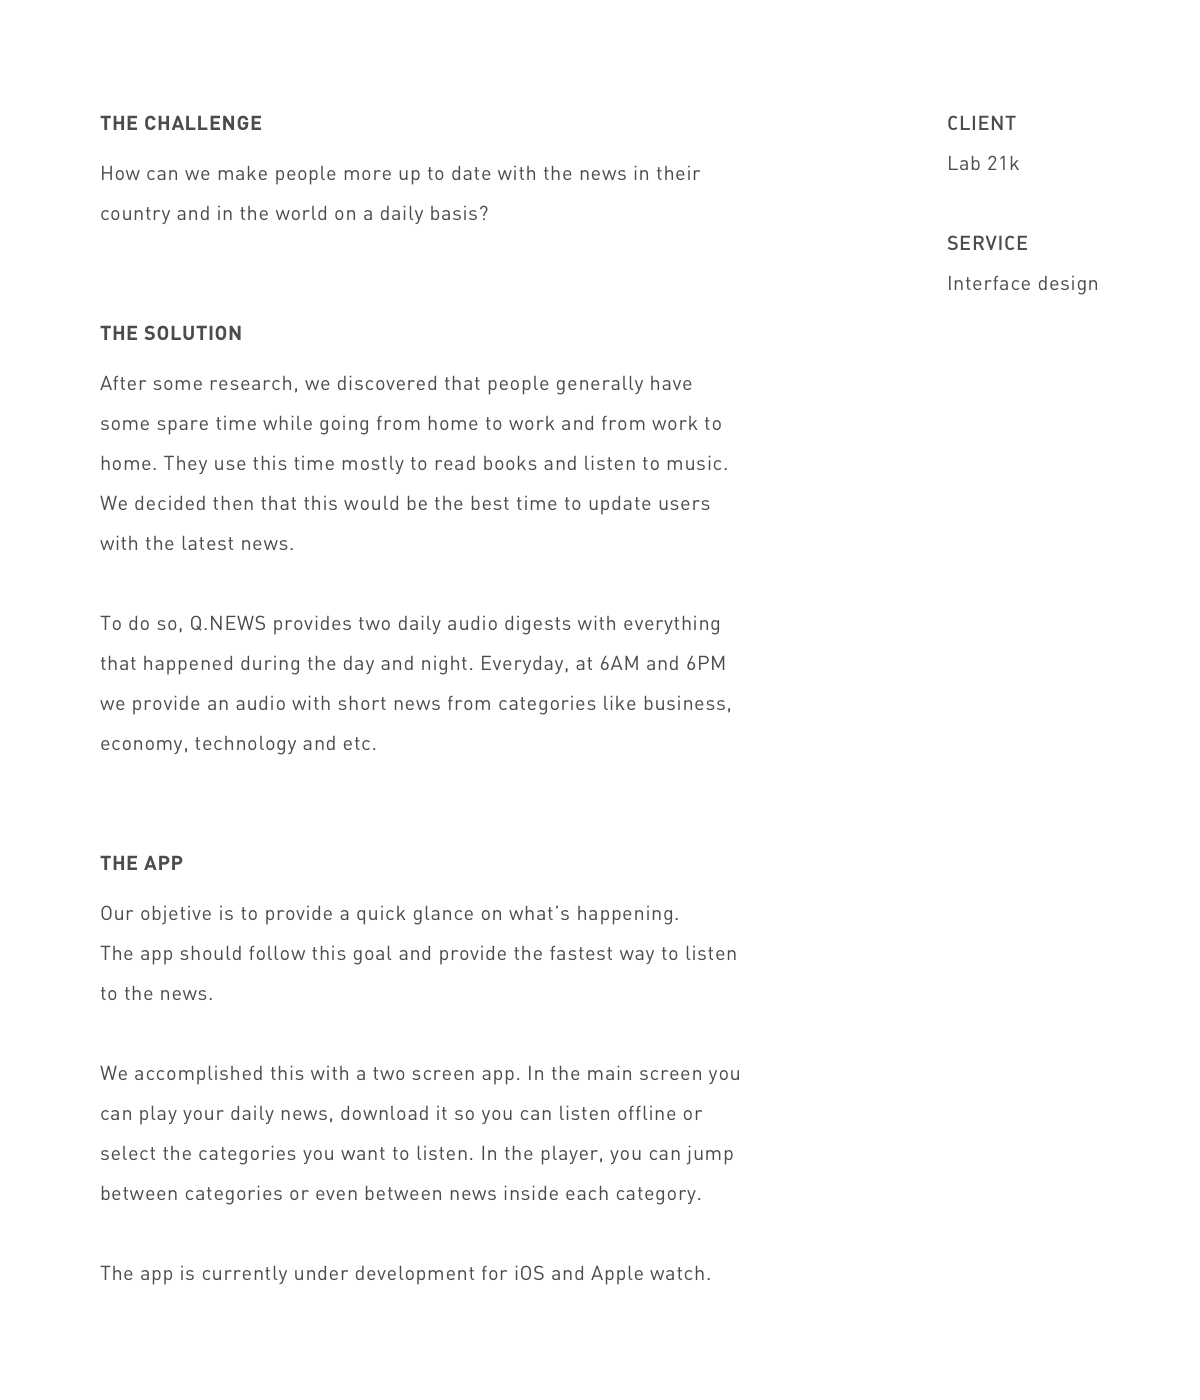 THE CHALLENGE
How can we make people more up to date with the news in their
country and in the world on a daily basis?
THE SOLUTION
After some research, we discovered that people generally have
some spare time while going from home to work and from work to
home. They use this time mostly to read books and listen to music.
We decided then that this would be the best time to update users
with the latest news.
To do so, Q.NEWS provides two daily audio digests with everything
that happened during the day and night. Everyday, at 6AM and 6PM
we provide an audio with short news from categories like business,
economy, technology and etc.
THE APP
Our objetive is to provide a quick glance on what’s happening.
The app should follow this goal and provide the fastest way to listen
to the news.
We accomplished this with a two screen app. In the main screen you
can play your daily news, download it so you can listen offline or
select the categories you want to listen. In the player, you can jump
between categories or even between news inside each category.
The app is currently under development for iOS and Apple watch.
CLIENT
Lab 21k
SERVICE
Interface design